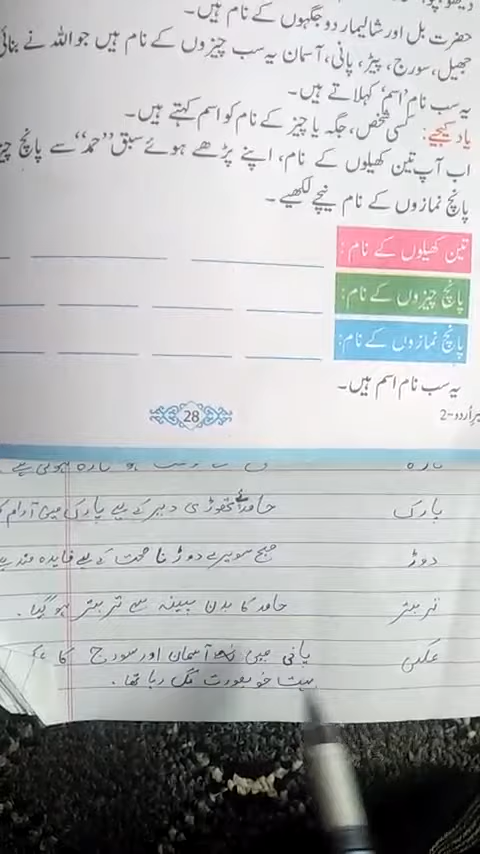 حضرت بل اور شالیمار دو جگہوں کے نام ہیں۔
جھیل، سورج، پیڑ، پانی، آسمان یہ سب چیزوں کے نام ہیں جو اللہ نے بنائی
یہ سب نام 'اسم' کہلاتے ہیں۔
یاد کیجیے: کسی شخص، جگہ یا چیز کے نام کو اسم کہتے ہیں۔
اب آپ تین کھیلوں کے نام، اپنے پڑھے ہوئے سبق "حمد" سے پانچ چیز
پانچ نمازوں کے نام نیچے لکھیے۔
تین کھیلوں کے نام:
پانچ چیزوں کے نام:
پانچ نمازوں کے نام:
یہ سب نام اسم ہیں۔
28
اُردو-2
تازہ
پارک حامد نے تھوڑی دیر کے لیے پارک میں آرام
دوڑ صبح سویرے دوڑنا صحت کے لیے فایدہ مند ہے
تر بتر حامد کا بدن پسینہ سے تر بتر ہو گیا۔
عکس پانی میں آسمان اور سورج کا
بہت خوبصورت لگ رہا تھا۔